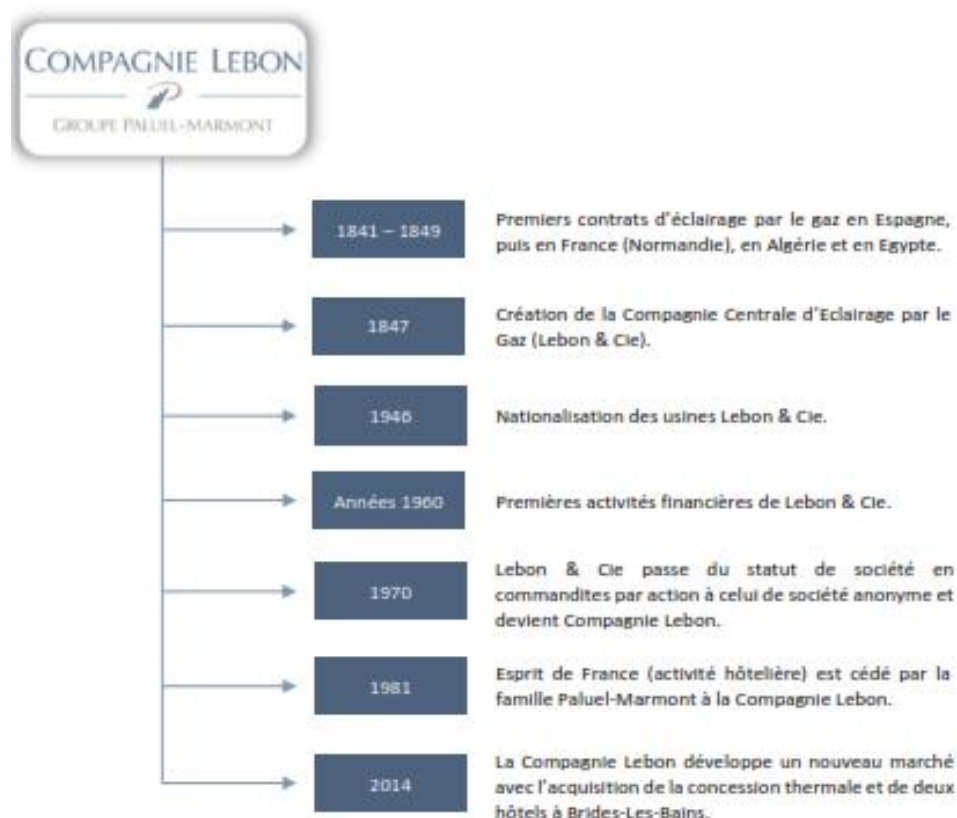 COMPAGNIE LEBON
GROUPE PALUEL-MARMONT
1841 – 1849
Premiers contrats d'éclairage par le gaz en Espagne,
puis en France (Normandie), en Algérie et en Egypte.
1847
Création de la Compagnie Centrale d'Eclairage par le
Gaz (Lebon & Cie).
1946
Nationalisation des usines Lebon & Cie.
Années 1960
Premières activités financières de Lebon & Cie.
1970
Lebon & Cie passe du statut de société en
commandites par action à celui de société anonyme et
devient Compagnie Lebon.
1981
Esprit de France (activité hôtelière) est cédé par la
famille Paluel-Marmont à la Compagnie Lebon.
2014
La Compagnie Lebon développe un nouveau marché
avec l'acquisition de la concession thermale et de deux
hôtels à Brides-Les-Bains.